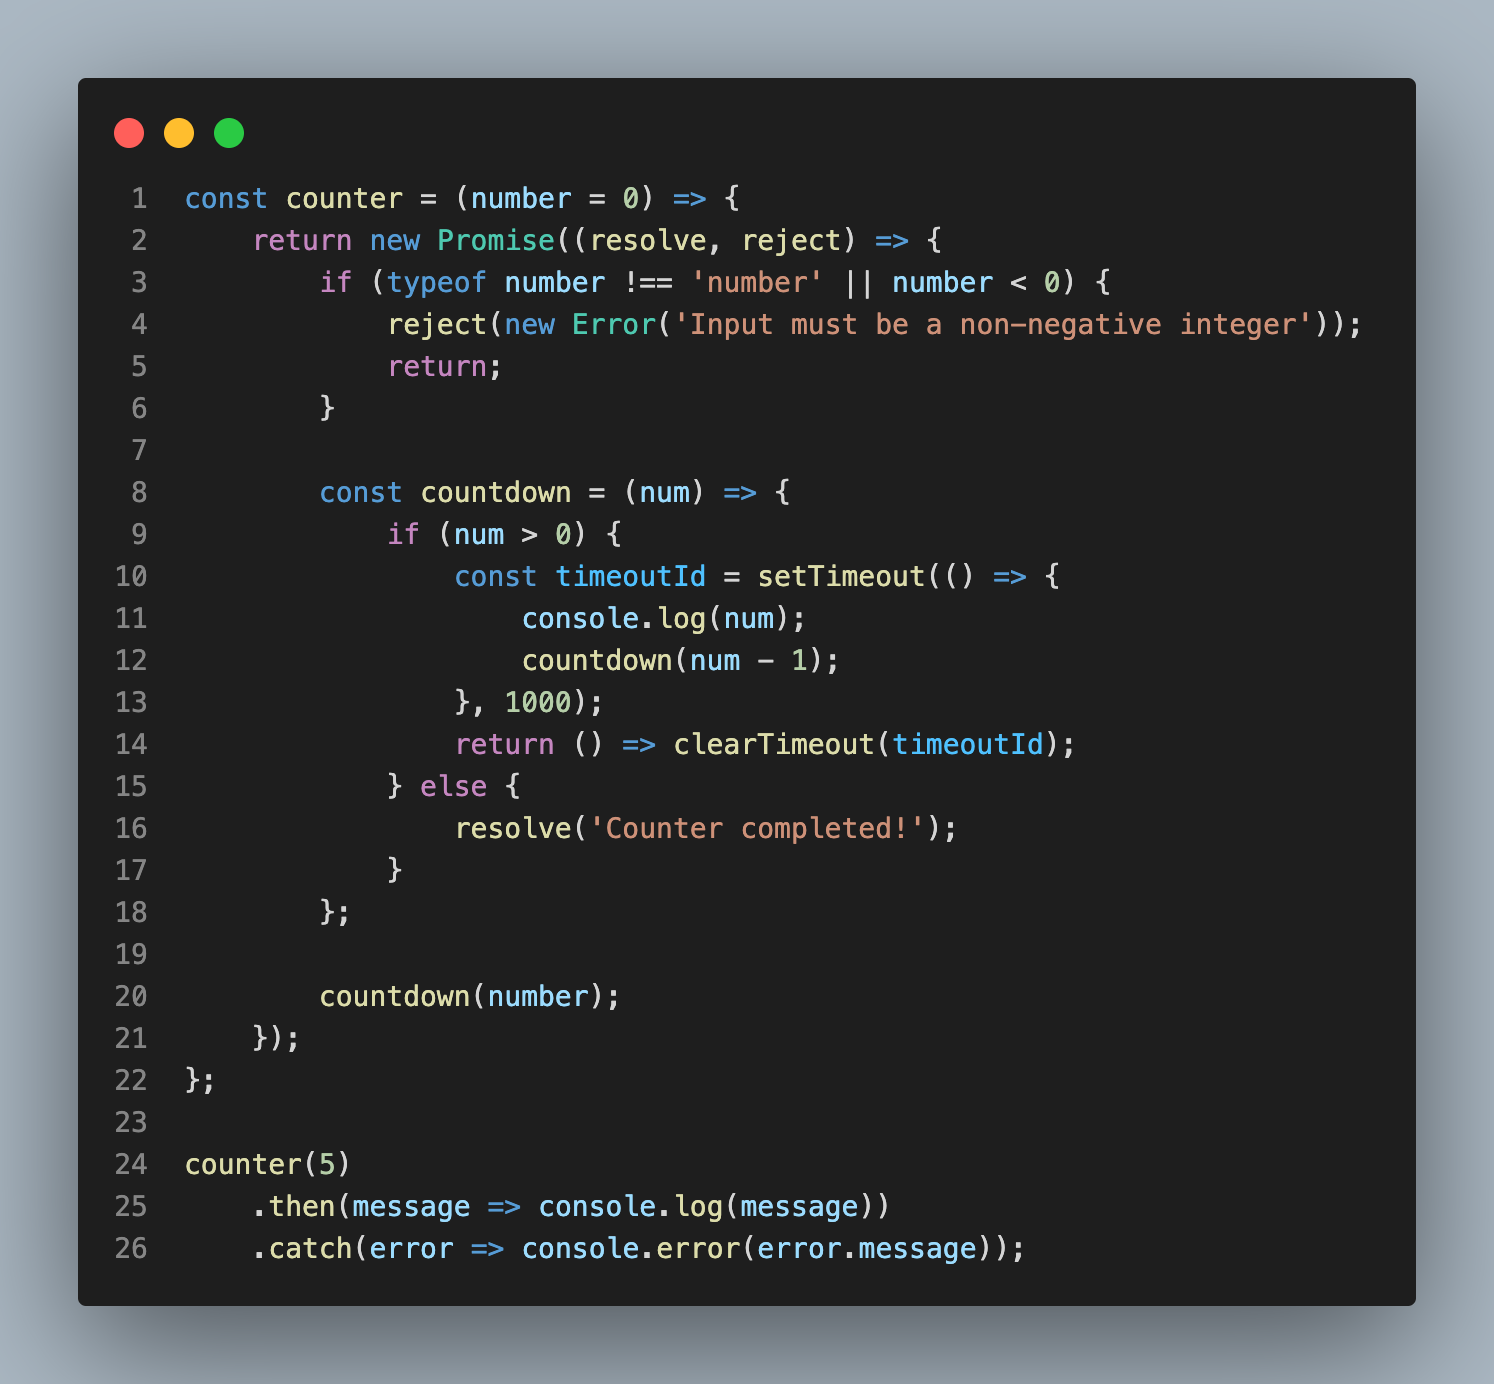 1 const counter = (number = 0) => {
2     return new Promise((resolve, reject) => {
3         if (typeof number !== 'number' || number < 0) {
4             reject(new Error('Input must be a non-negative integer'));
5             return;
6         }
7
8         const countdown = (num) => {
9             if (num > 0) {
10                 const timeoutId = setTimeout(() => {
11                     console.log(num);
12                     countdown(num - 1);
13                 }, 1000);
14                 return () => clearTimeout(timeoutId);
15             } else {
16                 resolve('Counter completed!');
17             }
18         };
19
20         countdown(number);
21     });
22 };
23
24 counter(5)
25     .then(message => console.log(message))
26     .catch(error => console.error(error.message));